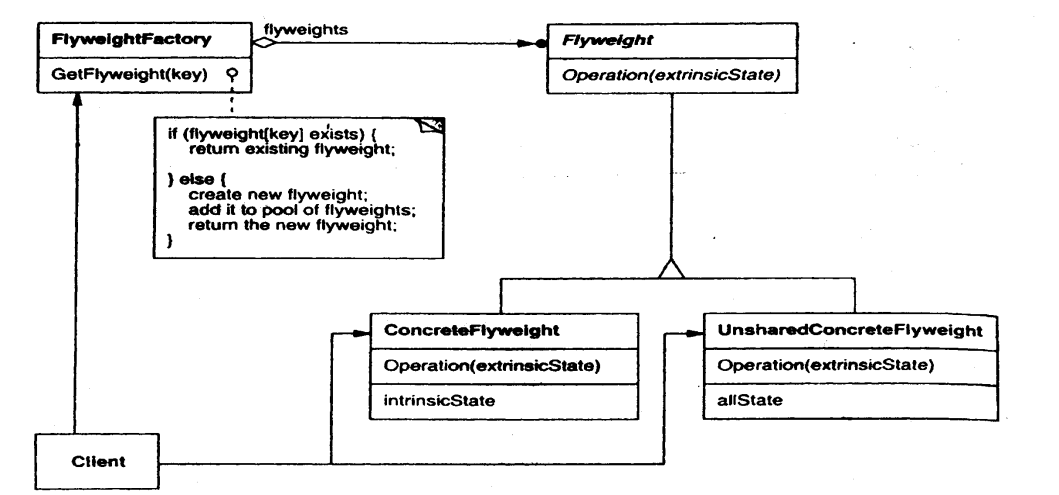 FlyweightFactory
flyweights
Flyweight
GetFlyweight(key)
Operation(extrinsicState)
if (flyweight[key] exists) {
return existing flyweight;
} else {
create new flyweight;
add it to pool of flyweights;
return the new flyweight;
}
ConcreteFlyweight
Operation(extrinsicState)
intrinsicState
UnsharedConcreteFlyweight
Operation(extrinsicState)
allState
Client